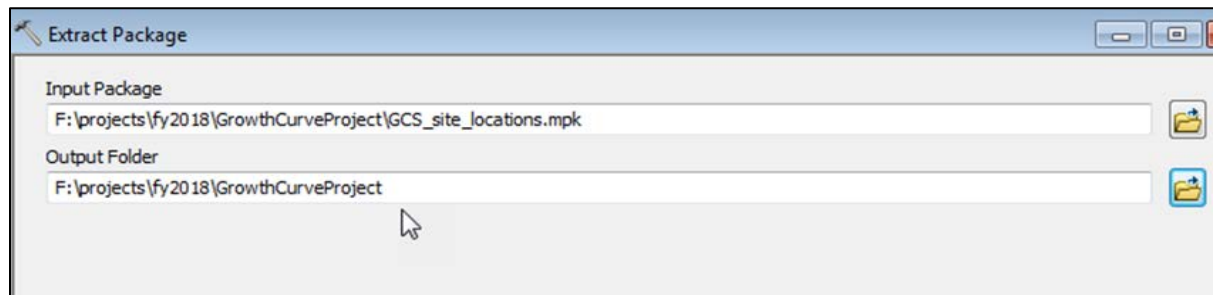 Extract Package
Input Package
F:\projects\fy2018\GrowthCurveProject\GCS_site_locations.mpk
Output Folder
F:\projects\fy2018\GrowthCurveProject